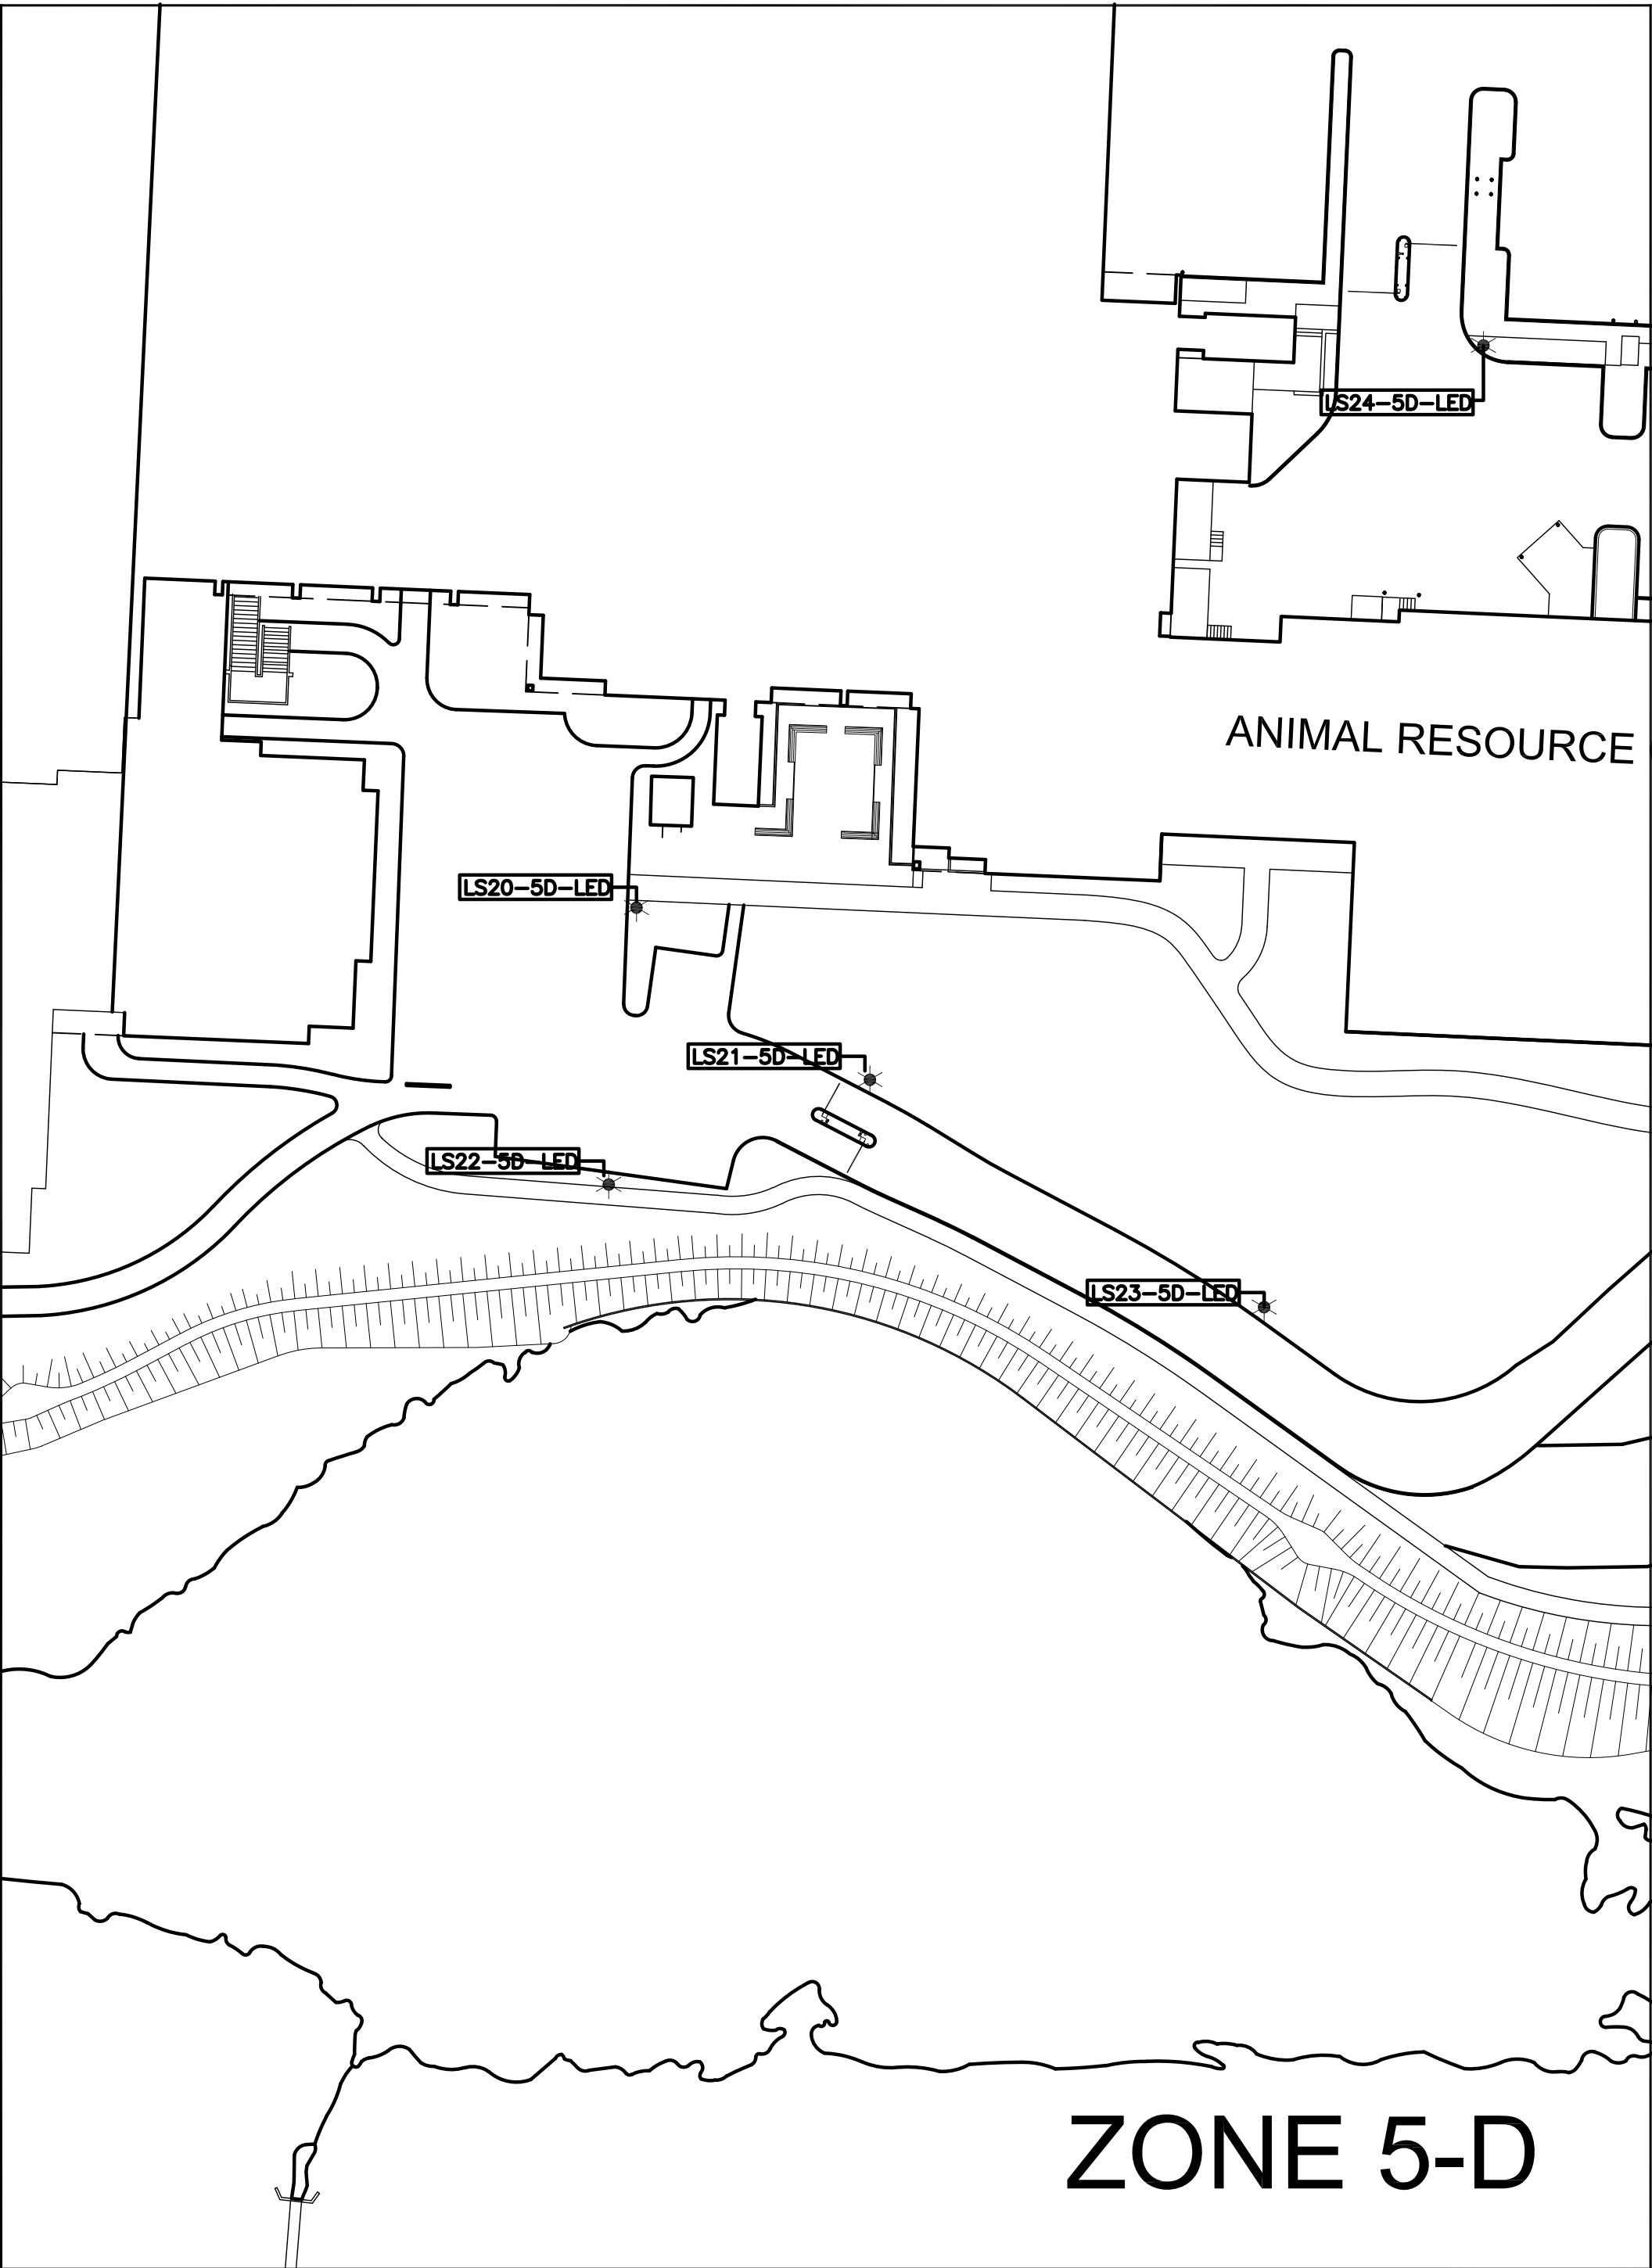 LS24-5D-LED
ANIMAL RESOURCE
LS20-5D-LED
LS21-5D-LED
LS22-5D-LED
LS23-5D-LED
ZONE 5-D